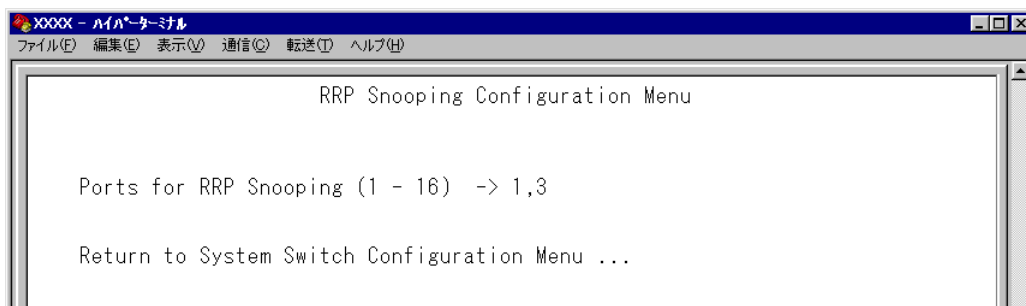 XXXX - ハイパーターミナル
ファイル(F) 編集(E) 表示(V) 通信(C) 転送(T) ヘルプ(H)
RRP Snooping Configuration Menu
Ports for RRP Snooping (1 - 16) -> 1,3
Return to System Switch Configuration Menu ...